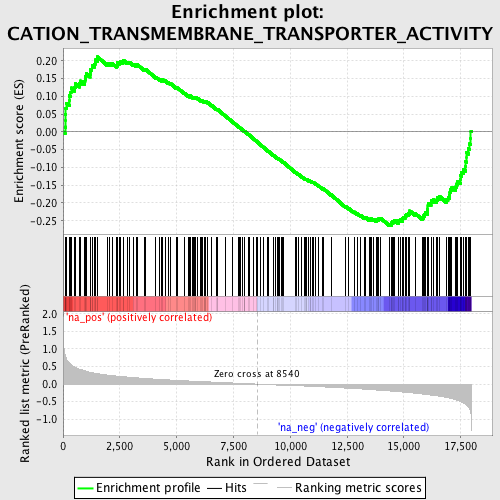 Enrichment plot:
CATION_TRANSMEMBRANE_TRANSPORTER_ACTIVITY
Enrichment score (ES)
0.20
0.15
0.10
0.05
0.00
-0.05
-0.10
-0.15
-0.20
-0.25
'na_pos' (positively correlated)
Ranked list metric (PreRanked)
2.0
1.5
1.0
0.5
0.0
-0.5
-1.0
Zero cross at 8540
'na_neg' (negatively correlated)
0
2,500
5,000
7,500
10,000
12,500
15,000
17,500
Rank in Ordered Dataset
Enrichment profile
Hits
Ranking metric scores